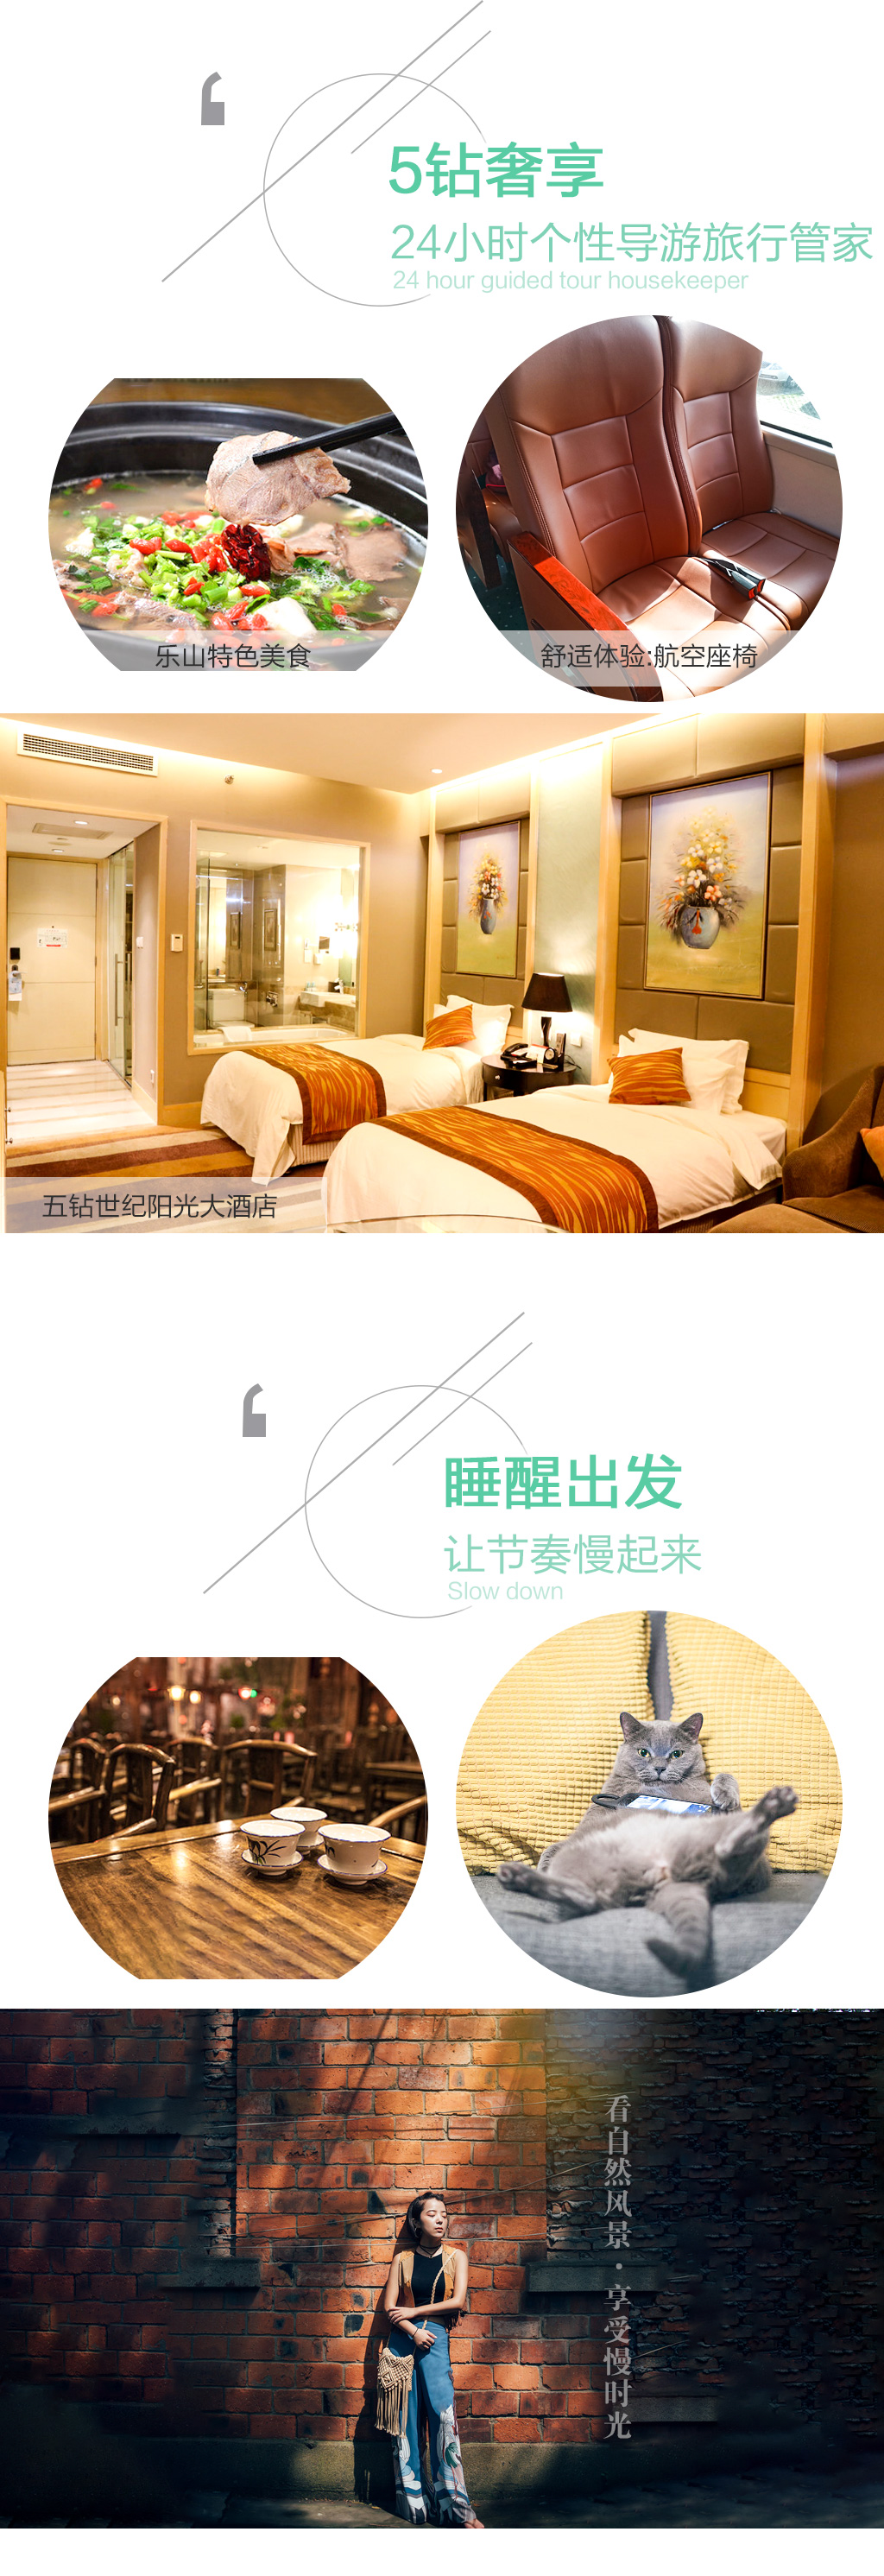 5钻奢享
24小时个性导游旅行管家
24 hour guided tour housekeeper
乐山特色美食
舒适体验:航空座椅
五钻世纪阳光大酒店
睡醒出发
让节奏慢起来
Slow down
看自然风景·享受慢时光